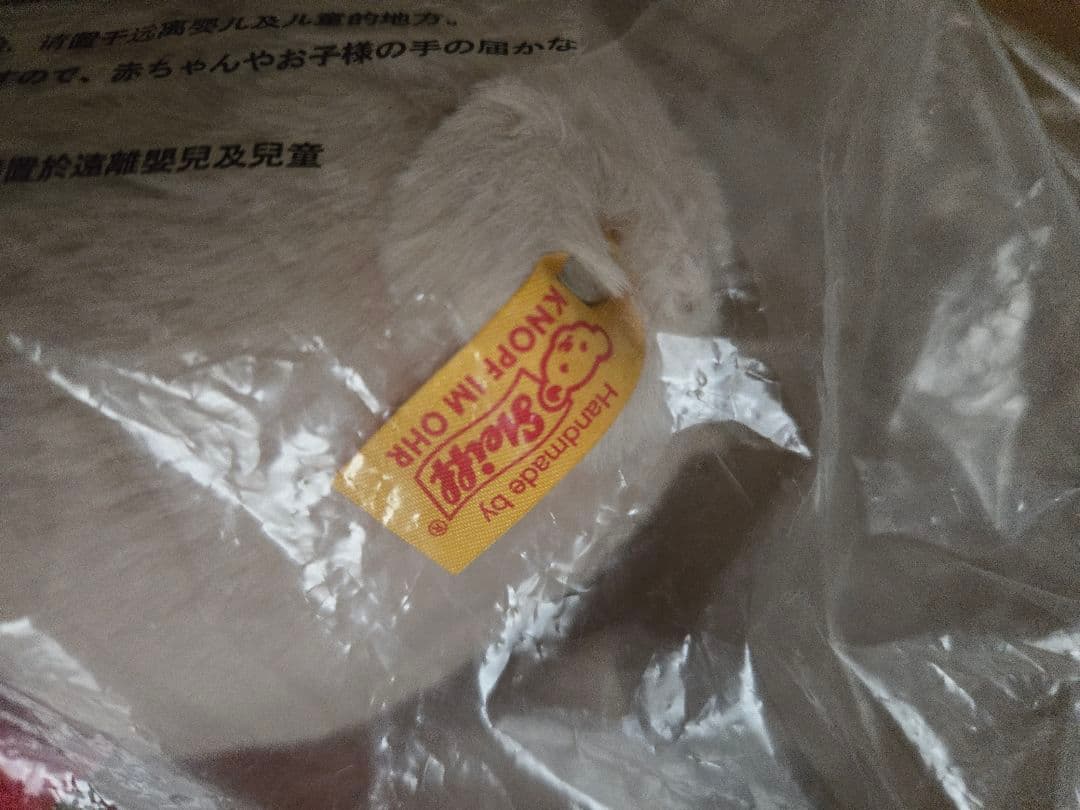 请置于远离婴儿及儿童的地方。
すので、赤ちゃんやお子様の手の届かな
置於遠離嬰兒及兒童
Handmade by
Steiff®
KNOPF IM OHR